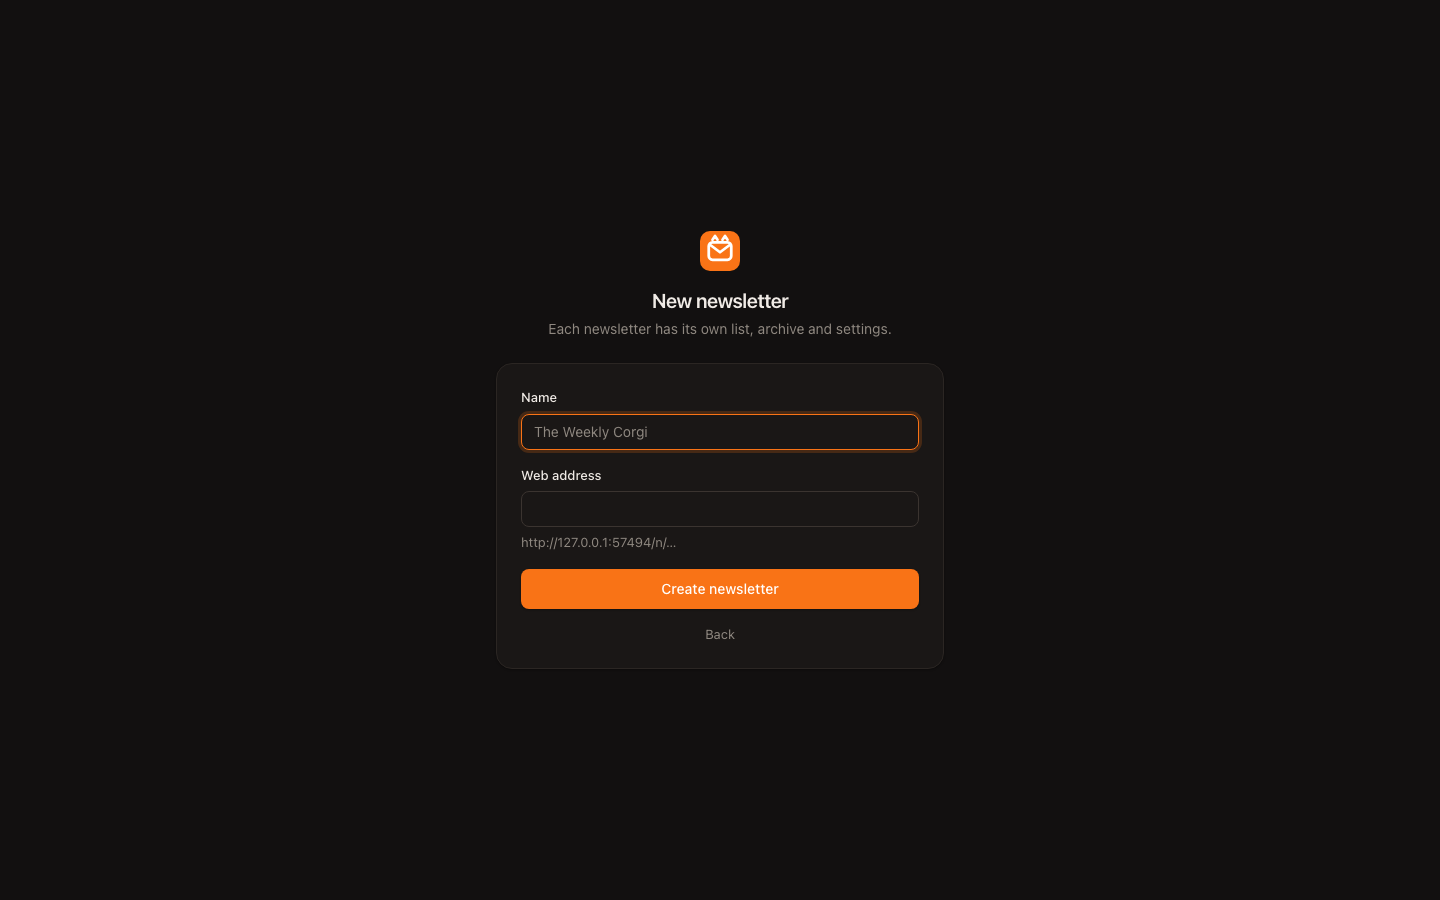 New newsletter
Each newsletter has its own list, archive and settings.
Name
The Weekly Corgi
Web address
http://127.0.0.1:57494/n/...
Create newsletter
Back